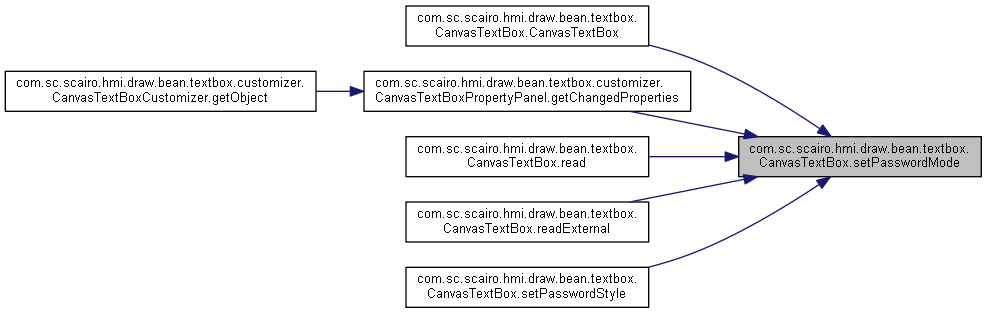 com.sc.scairo.hmi.draw.bean.textbox.
CanvasTextBox.CanvasTextBox
com.sc.scairo.hmi.draw.bean.textbox.customizer.
CanvasTextBoxCustomizer.getObject
com.sc.scairo.hmi.draw.bean.textbox.customizer.
CanvasTextBoxPropertyPanel.getChangedProperties
com.sc.scairo.hmi.draw.bean.textbox.
CanvasTextBox.setPasswordMode
com.sc.scairo.hmi.draw.bean.textbox.
CanvasTextBox.read
com.sc.scairo.hmi.draw.bean.textbox.
CanvasTextBox.readExternal
com.sc.scairo.hmi.draw.bean.textbox.
CanvasTextBox.setPasswordStyle